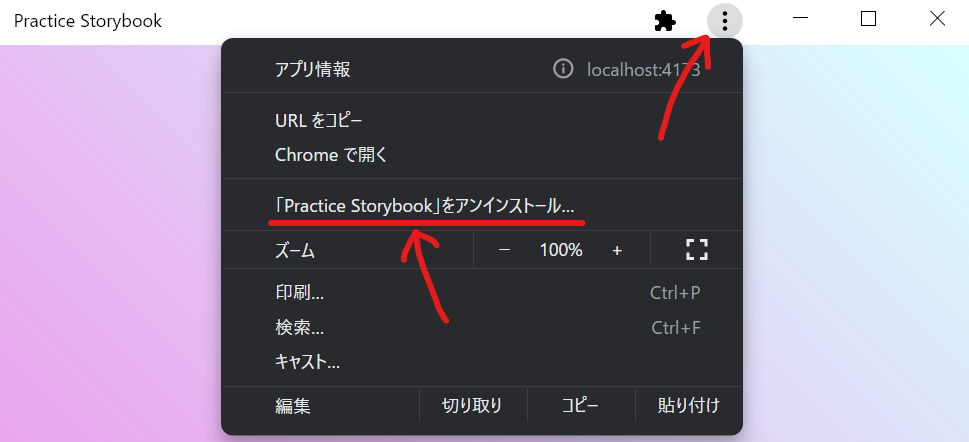 Practice Storybook
アプリ情報 localhost:4173
URL をコピー
Chrome で開く
「Practice Storybook」をアンインストール...
ズーム − 100% +
印刷... Ctrl+P
検索... Ctrl+F
キャスト...
編集 切り取り コピー 貼り付け